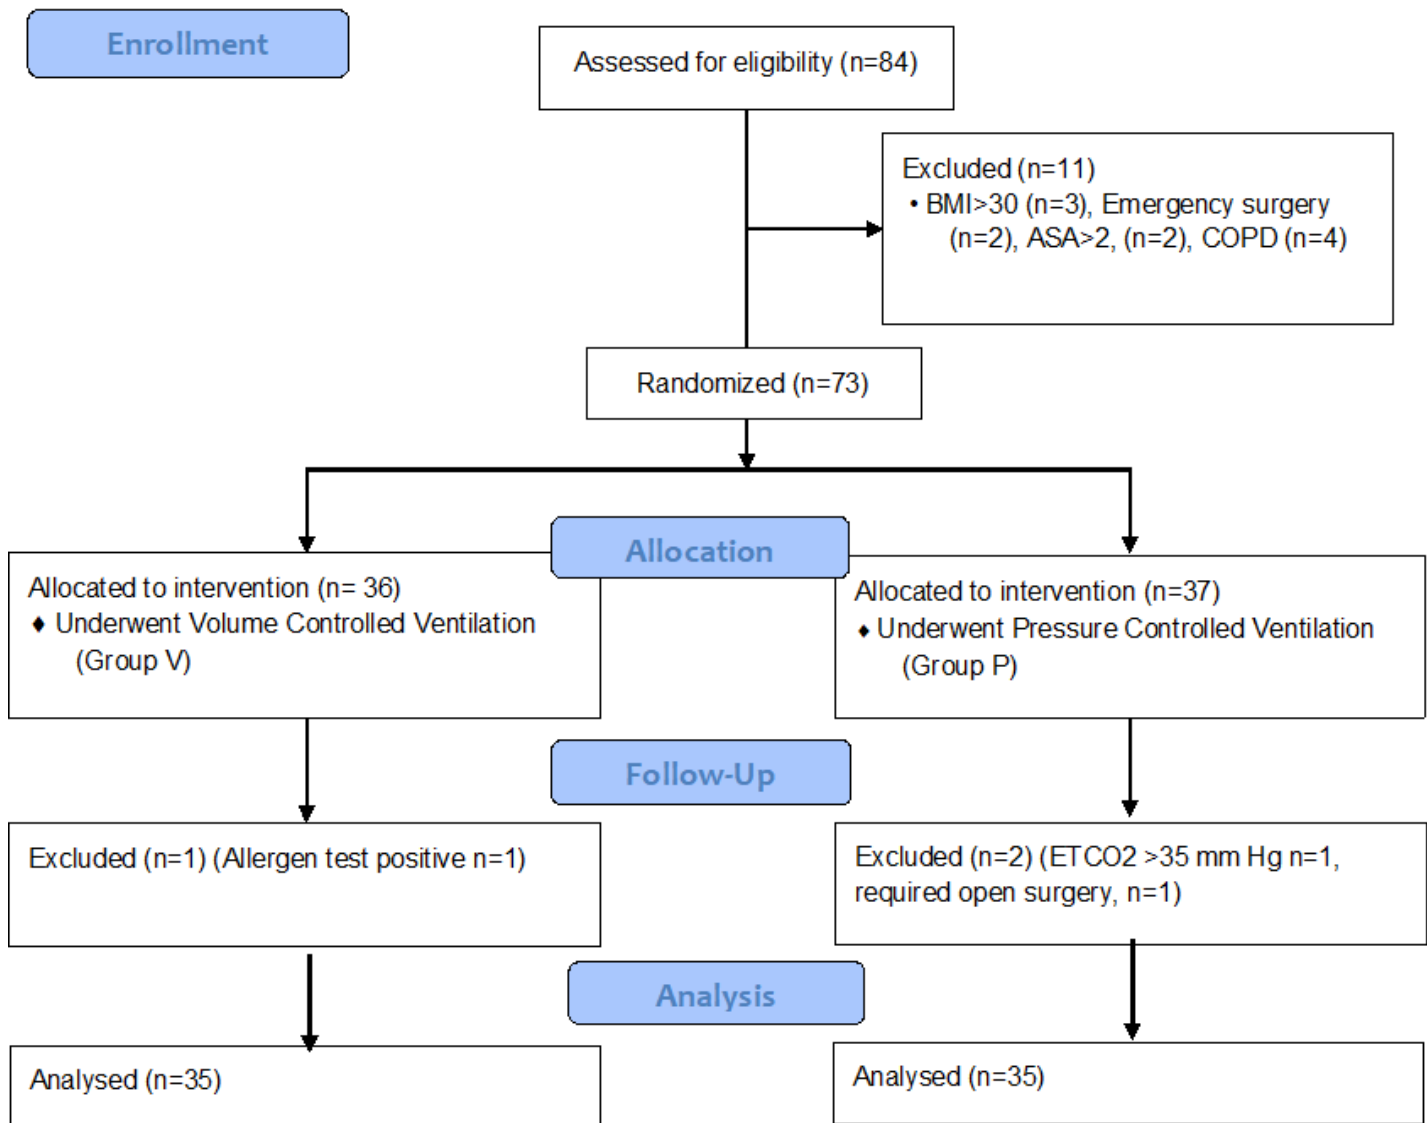 Enrollment
Assessed for eligibility (n=84)
Excluded (n=11)
• BMI>30 (n=3), Emergency surgery
(n=2), ASA>2, (n=2), COPD (n=4)
Randomized (n=73)
Allocation
Allocated to intervention (n= 36)
♦ Underwent Volume Controlled Ventilation
(Group V)
Allocated to intervention (n=37)
♦ Underwent Pressure Controlled Ventilation
(Group P)
Follow-Up
Excluded (n=1) (Allergen test positive n=1)
Excluded (n=2) (ETCO2 >35 mm Hg n=1,
required open surgery, n=1)
Analysis
Analysed (n=35)
Analysed (n=35)